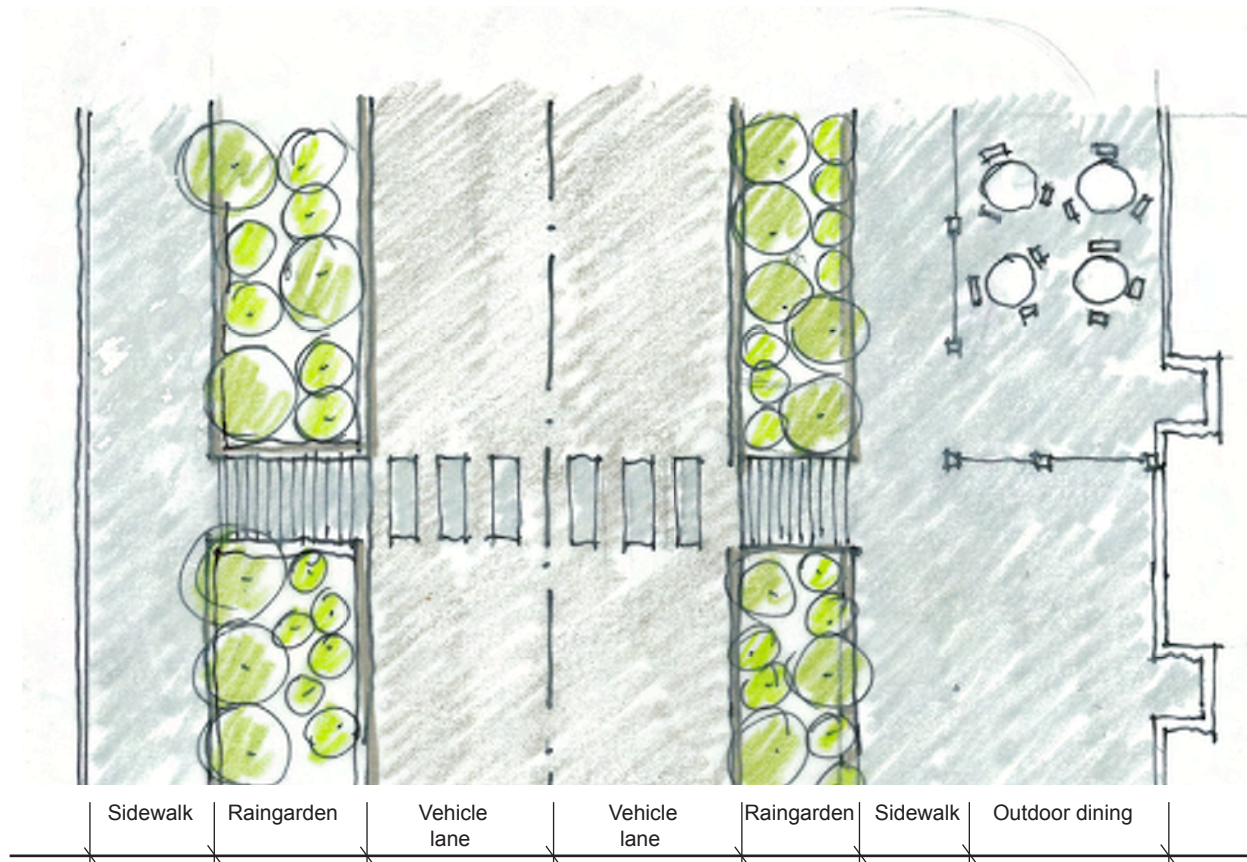 Sidewalk
Raingarden
Vehicle
lane
Vehicle
lane
Raingarden
Sidewalk
Outdoor dining